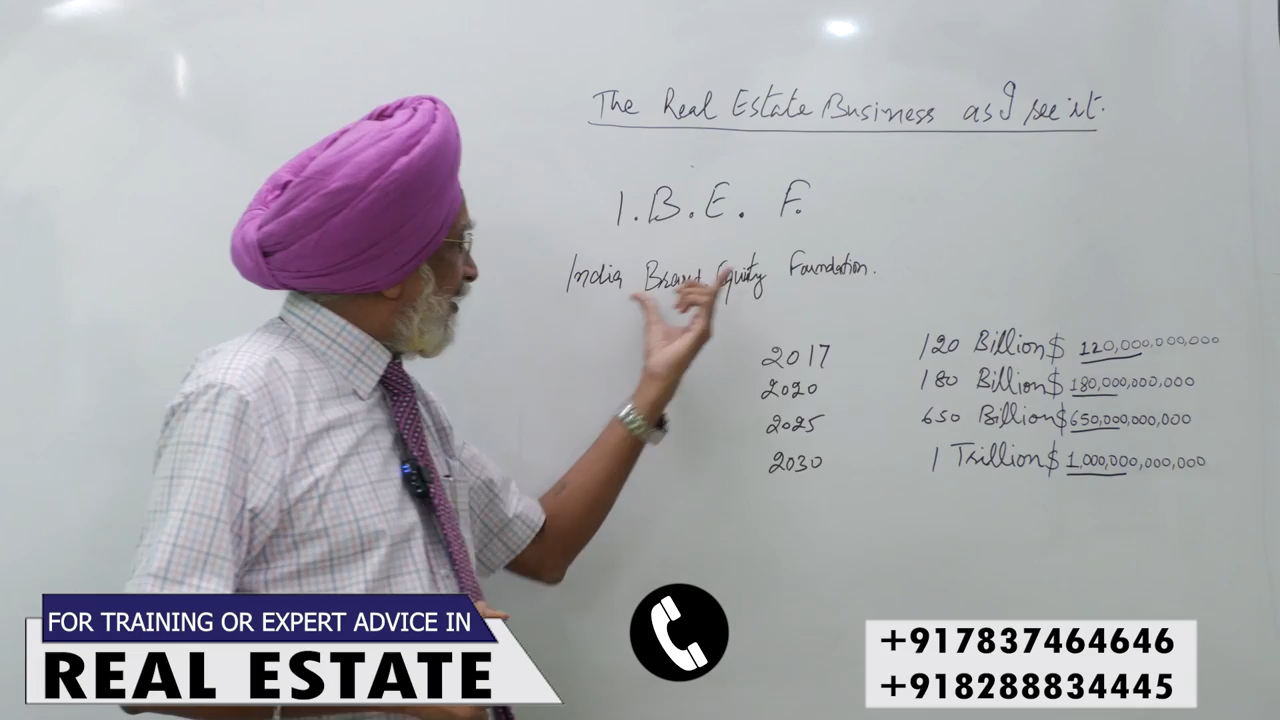 The Real Estate Business as I see it.
I.B.E. F.
India Brand Equity Foundation.
2017 120 Billion$ 120,000,000,000
2020 180 Billion$ 180,000,000,000
2025 650 Billion$ 650,000,000,000
2030 1 Trillion$ 1,000,000,000,000
FOR TRAINING OR EXPERT ADVICE IN
REAL ESTATE
+917837464646
+918288834445